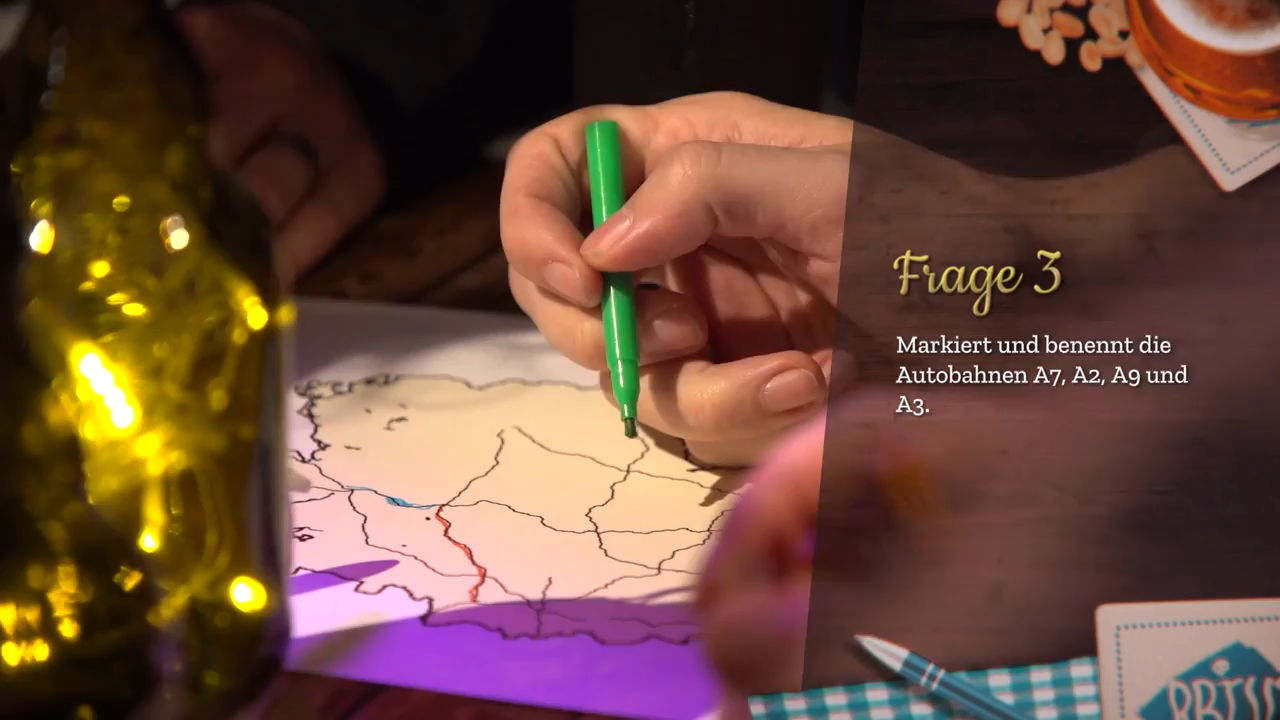 Frage 3
Markiert und benennt die
Autobahnen A7, A2, A9 und
A3.